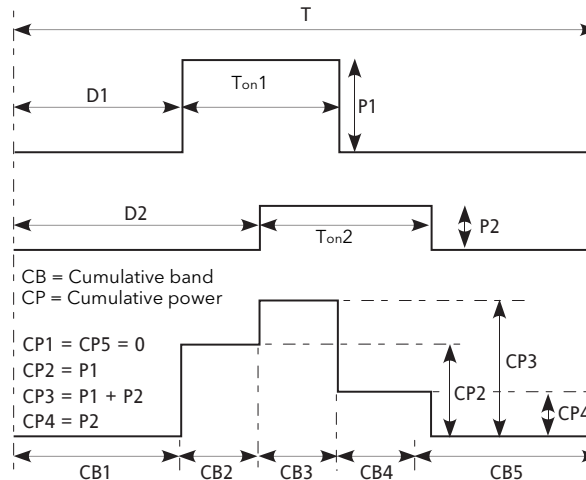 T
D1
Ton1
P1
D2
Ton2
P2
CB = Cumulative band
CP = Cumulative power
CP1 = CP5 = 0
CP2 = P1
CP3 = P1 + P2
CP4 = P2
CP2
CP3
CP4
CB1
CB2
CB3
CB4
CB5